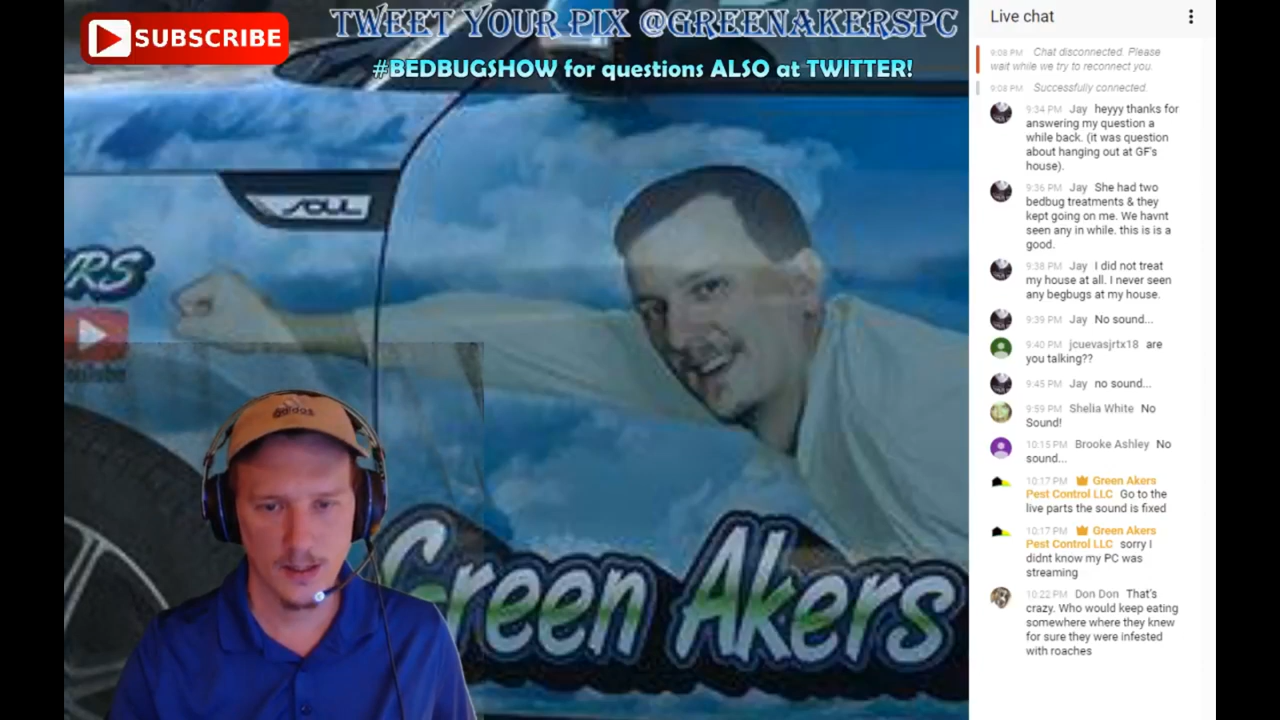 TWEET YOUR PIX @GREENAKERSPC
SUBSCRIBE
#BEDBUGSHOW for questions ALSO at TWITTER!
SOUL
Green Akers
adidas
Live chat
9:08 PM Chat disconnected. Please
wait while we try to reconnect you.
9:08 PM Successfully connected.
9:34 PM Jay heyyy thanks for
answering my question a
while back. (it was question
about hanging out at GF's
house).
9:36 PM Jay She had two
bedbug treatments & they
kept going on me. We havnt
seen any in while. this is is a
good.
9:38 PM Jay I did not treat
my house at all. I never seen
any begbugs at my house.
9:39 PM Jay No sound...
9:40 PM jcuevasjrtx18 are
you talking??
9:45 PM Jay no sound...
9:59 PM Shelia White No
Sound!
10:15 PM Brooke Ashley No
sound...
10:17 PM Green Akers
Pest Control LLC Go to the
live parts the sound is fixed
10:17 PM Green Akers
Pest Control LLC sorry I
didnt know my PC was
streaming
10:22 PM Don Don That's
crazy. Who would keep eating
somewhere where they knew
for sure they were infested
with roaches